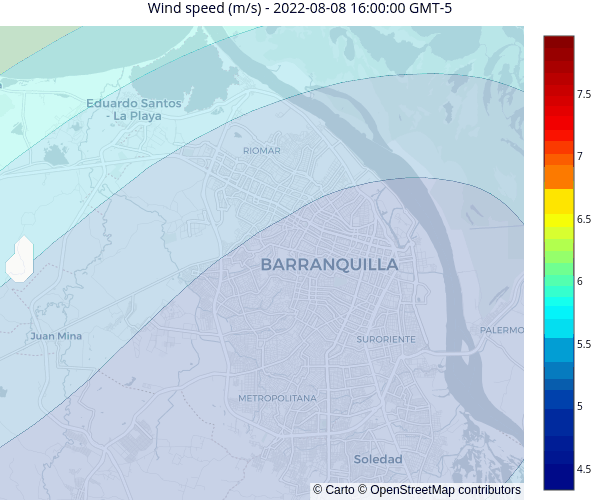 Wind speed (m/s) - 2022-08-08 16:00:00 GMT-5
Eduardo Santos
- La Playa
RIOMAR
BARRANQUILLA
Juan Mina
SURORIENTE
PALERMO
METROPOLITANA
Soledad
7.5
7
6.5
6
5.5
5
4.5
© Carto © OpenStreetMap contributors